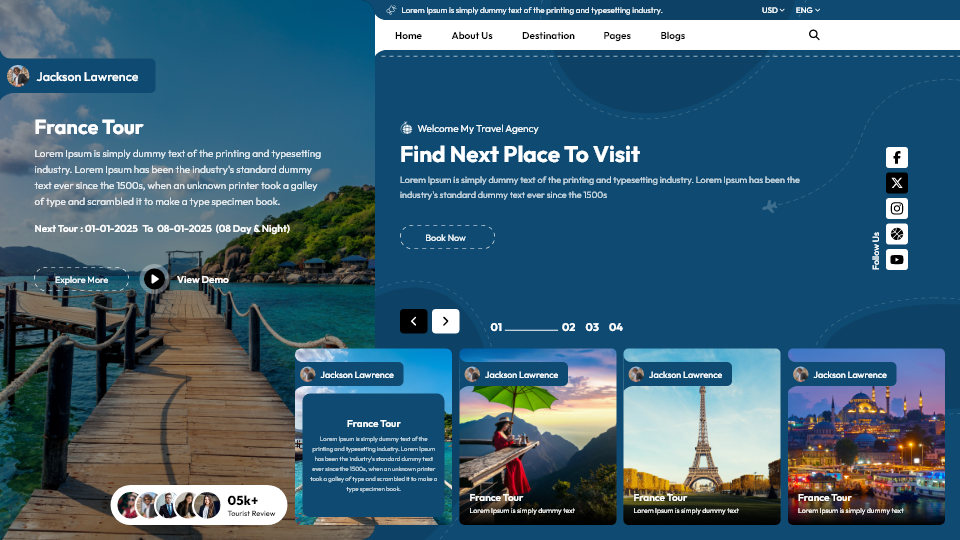 Lorem Ipsum is simply dummy text of the printing and typesetting industry.
USD
ENG
Home
About Us
Destination
Pages
Blogs
Jackson Lawrence
France Tour
Lorem Ipsum is simply dummy text of the printing and typesetting
industry. Lorem Ipsum has been the industry's standard dummy
text ever since the 1500s, when an unknown printer took a galley
of type and scrambled it to make a type specimen book.
Next Tour : 01-01-2025 To 08-01-2025 (08 Day & Night)
Explore More
View Demo
Welcome My Travel Agency
Find Next Place To Visit
Lorem Ipsum is simply dummy text of the printing and typesetting industry. Lorem Ipsum has been the
industry's standard dummy text ever since the 1500s
Book Now
Follow Us
01
02
03
04
Jackson Lawrence
France Tour
Lorem Ipsum is simply dummy text of the
printing and typesetting industry. Lorem Ipsum
has been the industry's standard dummy text
ever since the 1500s, when an unknown printer
took a galley of type and scrambled it to make a
type specimen book.
Jackson Lawrence
France Tour
Lorem Ipsum is simply dummy text
Jackson Lawrence
France Tour
Lorem Ipsum is simply dummy text
Jackson Lawrence
France Tour
Lorem Ipsum is simply dummy text
05k+
Tourist Review